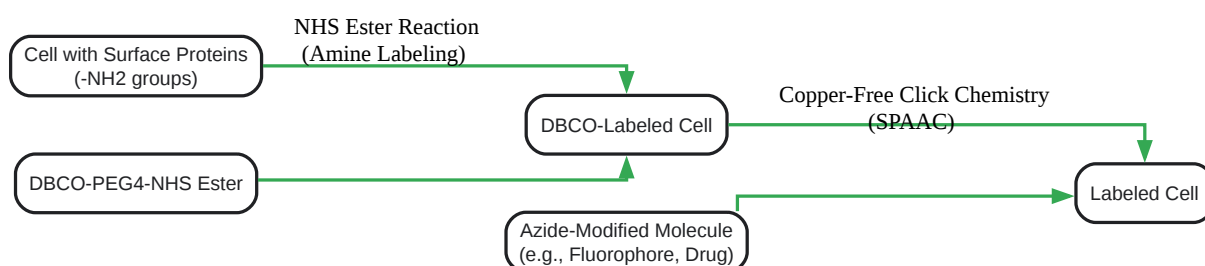 NHS Ester Reaction
(Amine Labeling)
Cell with Surface Proteins
(-NH2 groups)
Copper-Free Click Chemistry
(SPAAC)
DBCO-Labeled Cell
DBCO-PEG4-NHS Ester
Labeled Cell
Azide-Modified Molecule
(e.g., Fluorophore, Drug)